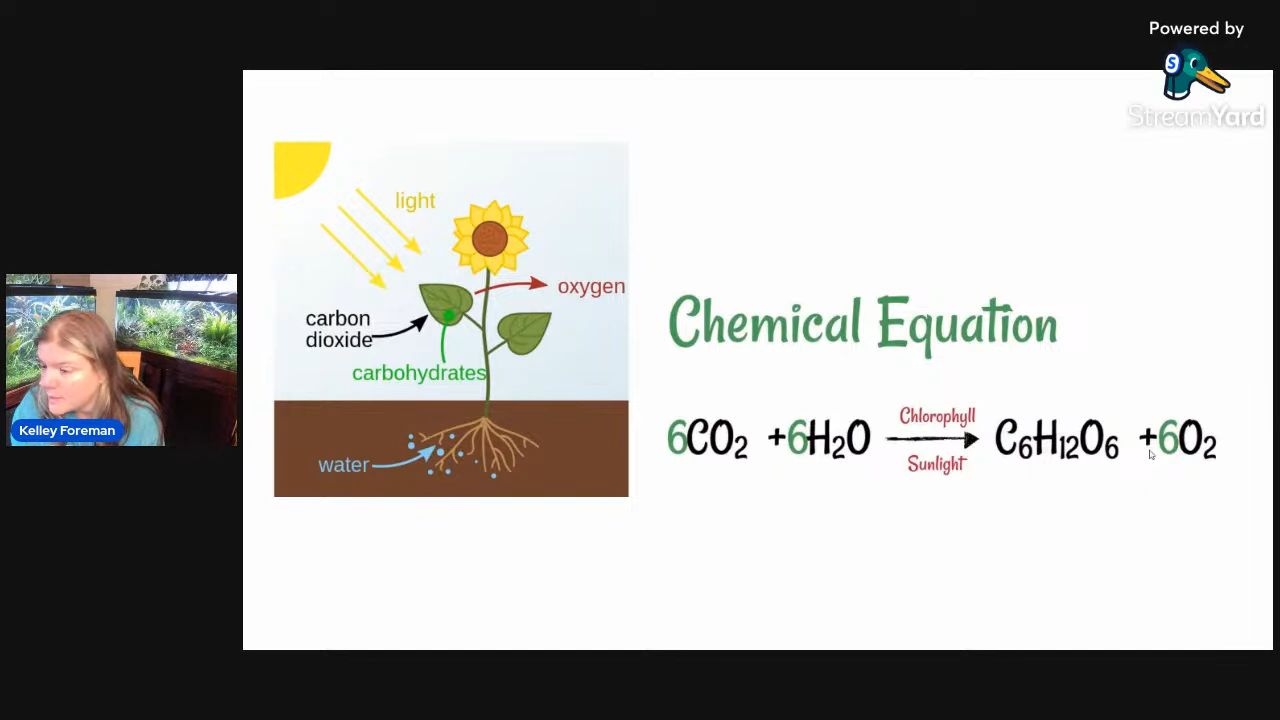 Powered by
StreamYard
light
oxygen
carbon
dioxide
carbohydrates
water
Chemical Equation
Chlorophyll
6CO₂ +6H₂O → C₆H₁₂O₆ +6O₂
Sunlight
Kelley Foreman